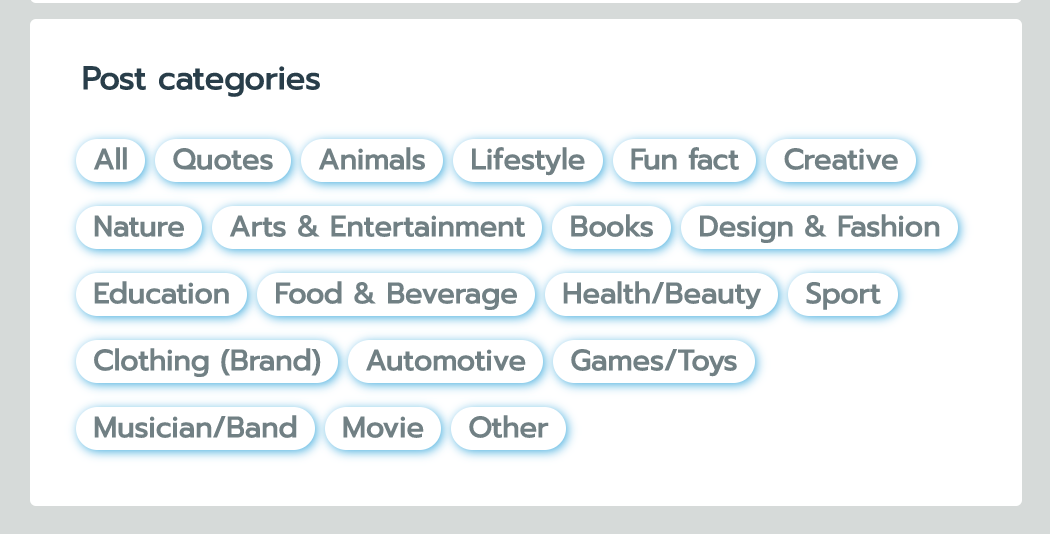 Post categories
All Quotes Animals Lifestyle Fun fact Creative
Nature Arts & Entertainment Books Design & Fashion
Education Food & Beverage Health/Beauty Sport
Clothing (Brand) Automotive Games/Toys
Musician/Band Movie Other